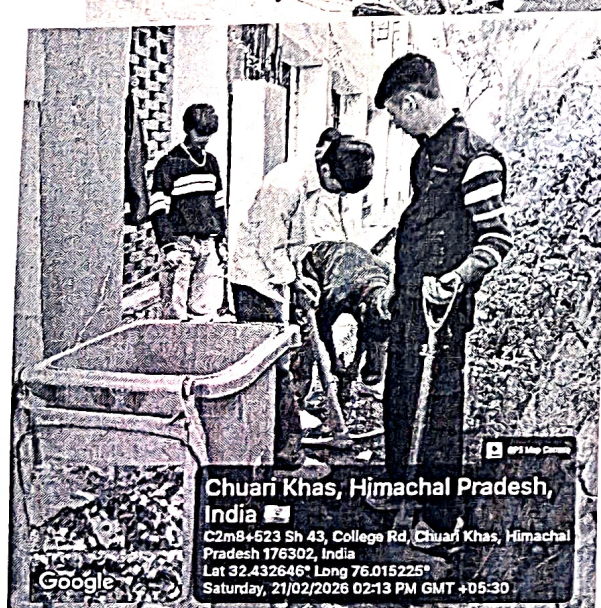 GPS Map Camera
Chuari Khas, Himachal Pradesh,
India
C2m8+523 Sh 43, College Rd, Chuari Khas, Himachal
Pradesh 176302, India
Lat 32.432646° Long 76.015225°
Saturday, 21/02/2026 02:13 PM GMT +05:30
Google